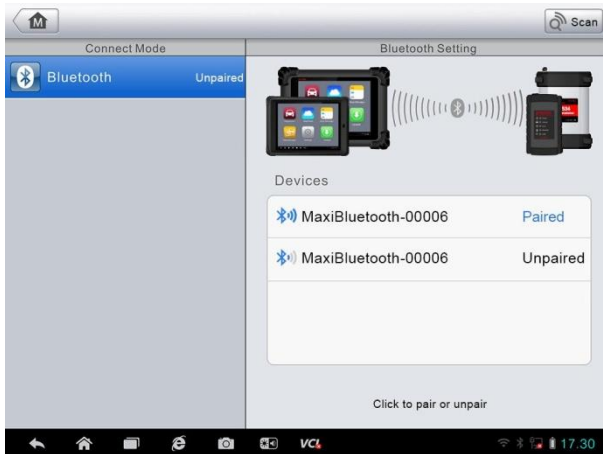 M
Scan
Connect Mode
Bluetooth Setting
Bluetooth Unpaired
Devices
MaxiBluetooth-00006 Paired
MaxiBluetooth-00006 Unpaired
Click to pair or unpair
VCI
17.30